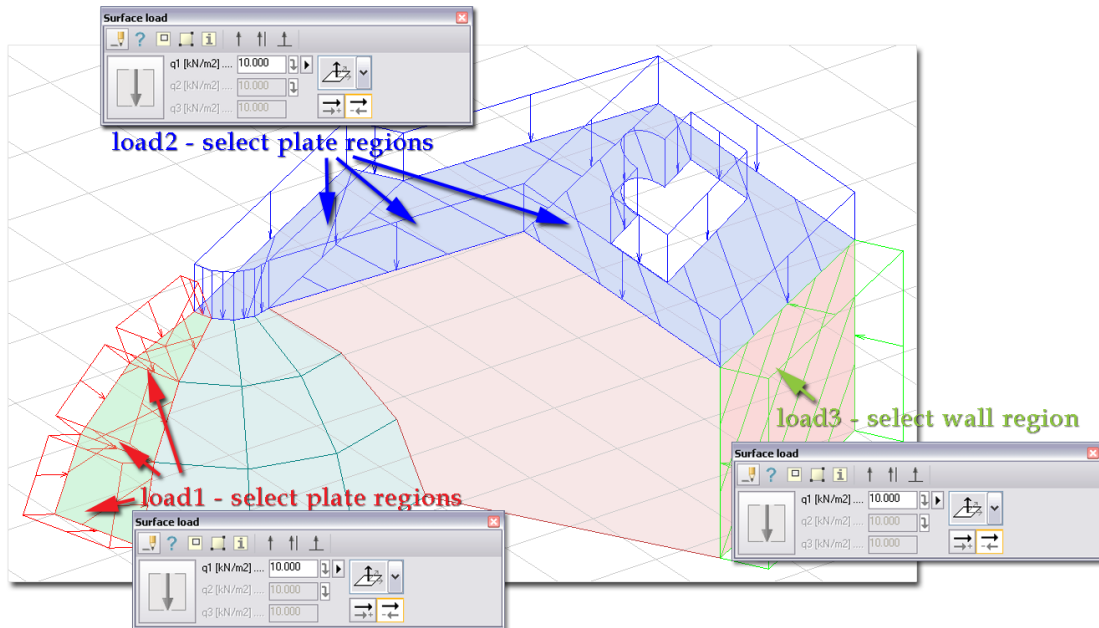 Surface load
q1 [kN/m2] .... 10.000
q2 [kN/m2] .... 10.000
q3 [kN/m2] .... 10.000
load2 - select plate regions
load3 - select wall region
Surface load
q1 [kN/m2] .... 10.000
q2 [kN/m2] .... 10.000
q3 [kN/m2] .... 10.000
load1 - select plate regions
Surface load
q1 [kN/m2] .... 10.000
q2 [kN/m2] .... 10.000
q3 [kN/m2] .... 10.000